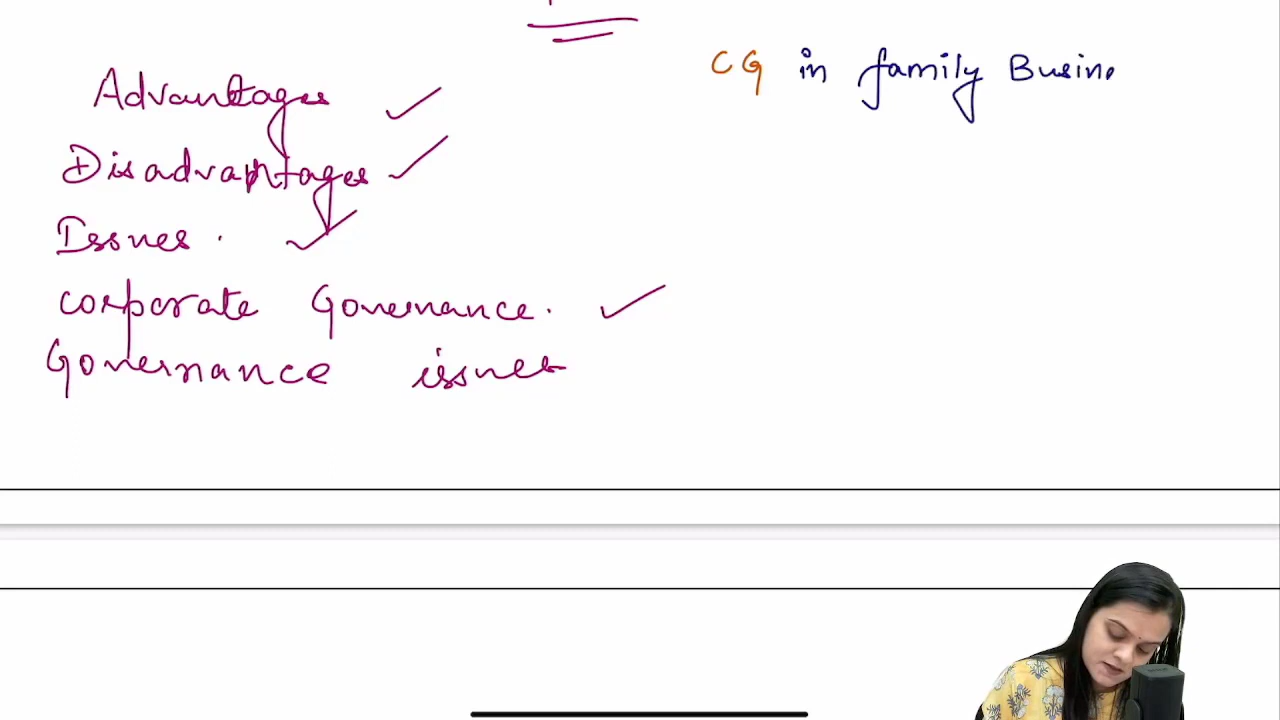 Advantages
Disadvantages
Issues.
corporate Governance.
Governance issues
CG in family Busine